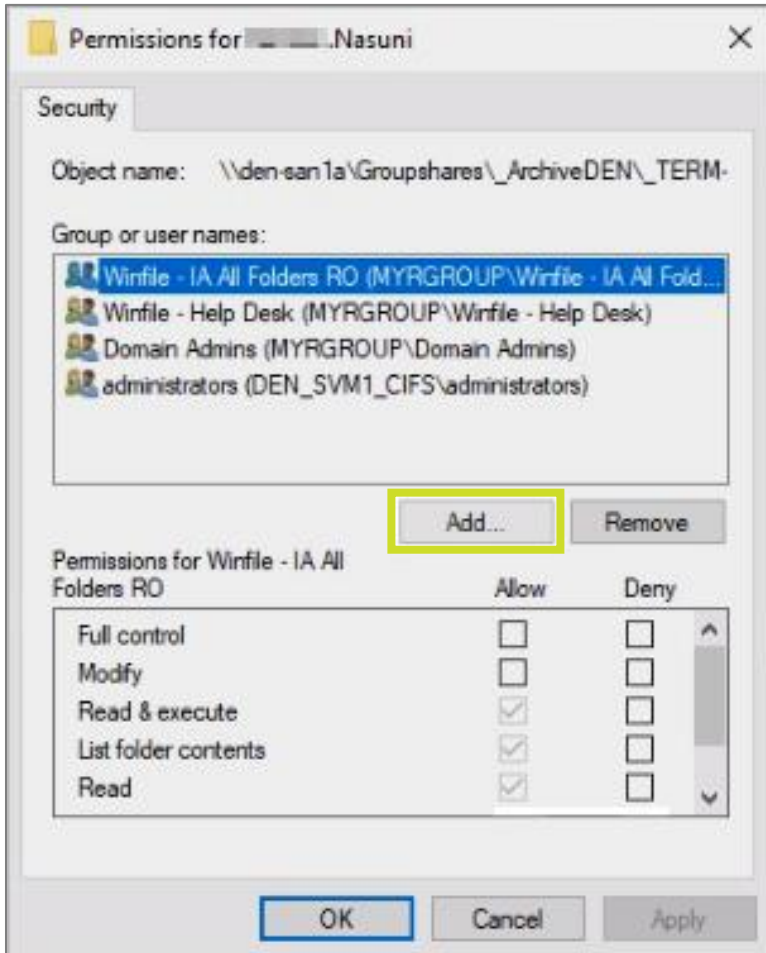 Permissions for .Nasuni
Security
Object name: \\den-san1a\Groupshares\_ArchiveDEN\_TERM-
Group or user names:
Winfile - IA All Folders RO (MYRGROUP\Winfile - IA All Fold...
Winfile - Help Desk (MYRGROUP\Winfile - Help Desk)
Domain Admins (MYRGROUP\Domain Admins)
administrators (DEN_SVM1_CIFS\administrators)
Add... Remove
Permissions for Winfile - IA All
Folders RO Allow Deny
Full control
Modify
Read & execute
List folder contents
Read
OK Cancel Apply